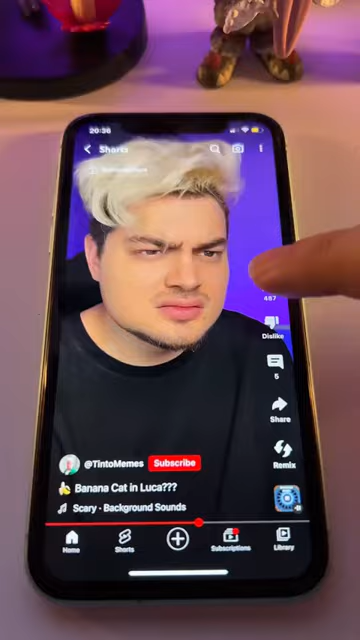 20:36
Shorts
487
Dislike
5
Share
Remix
@TintoMemes Subscribe
🍌 Banana Cat in Luca???
Scary - Background Sounds
Home Shorts Subscriptions Library